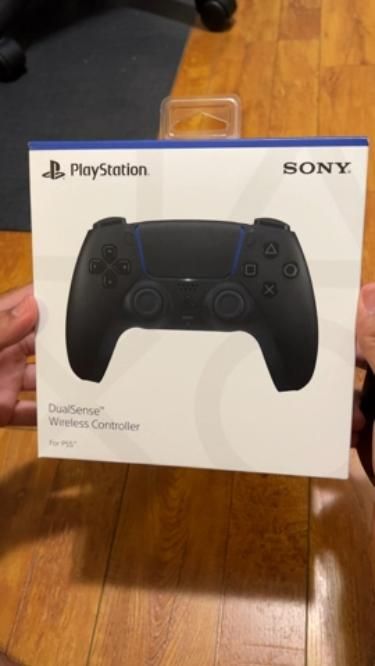 PlayStation.
SONY.
DualSense™
Wireless Controller
For PS5™